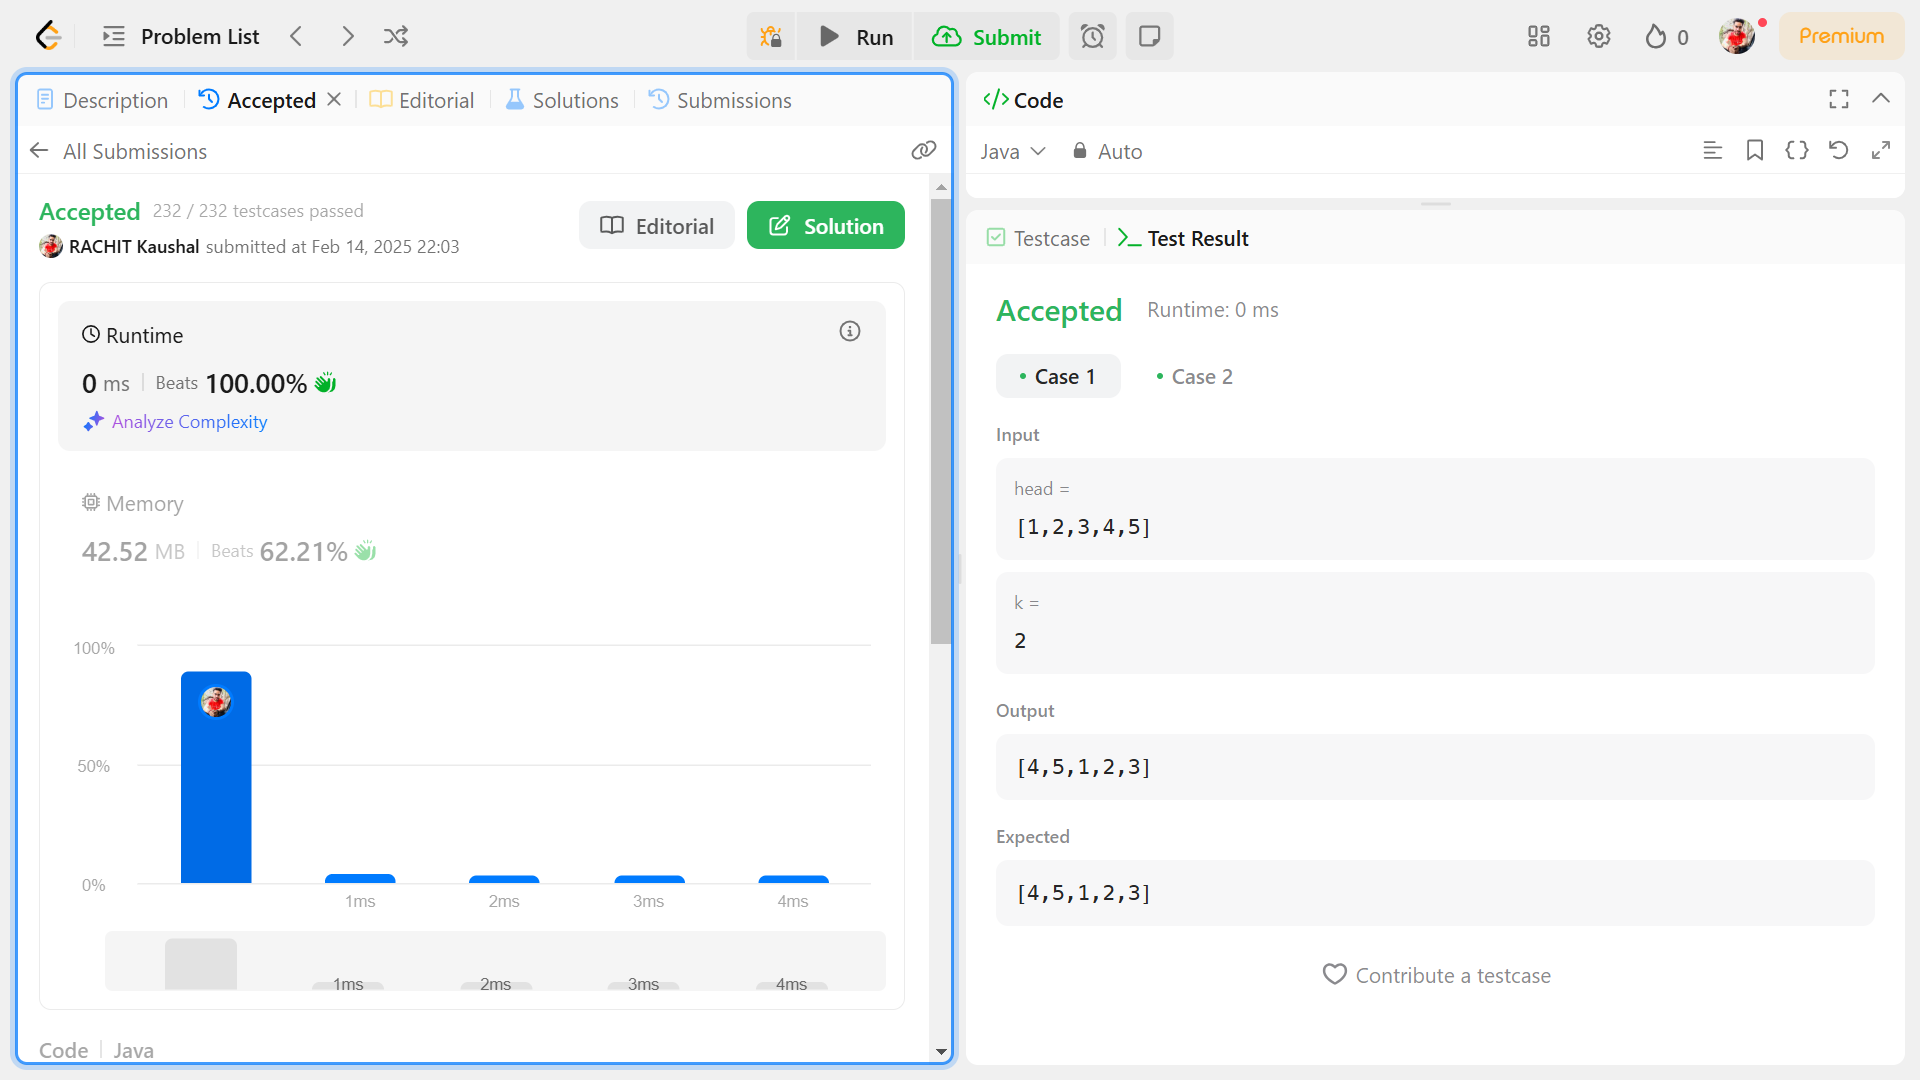 Problem List
Run
Submit
0
Premium
Description
Accepted
Editorial
Solutions
Submissions
All Submissions
Accepted 232 / 232 testcases passed
RACHIT Kaushal submitted at Feb 14, 2025 22:03
Editorial
Solution
Runtime
0 ms Beats 100.00%
Analyze Complexity
Memory
42.52 MB Beats 62.21%
100%
50%
0%
1ms 2ms 3ms 4ms
1ms 2ms 3ms 4ms
Code Java
</> Code
Java Auto
Testcase
Test Result
Accepted Runtime: 0 ms
Case 1 Case 2
Input
head =
[1,2,3,4,5]
k =
2
Output
[4,5,1,2,3]
Expected
[4,5,1,2,3]
Contribute a testcase